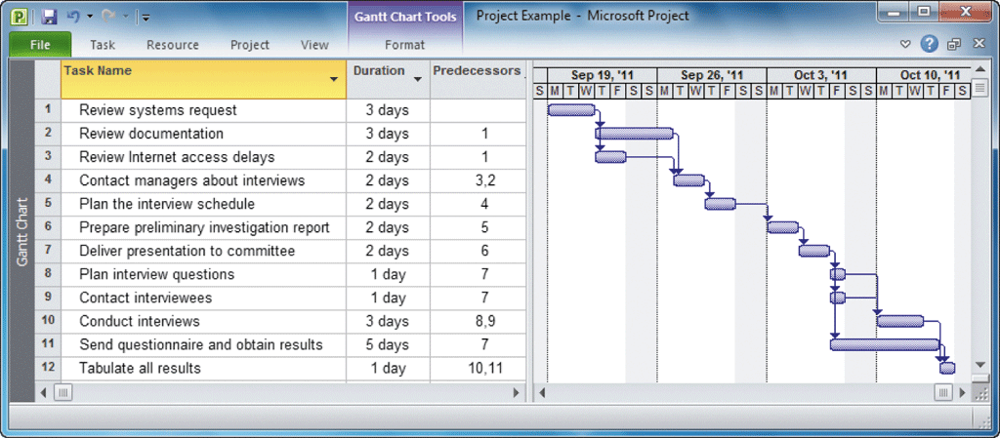 P
Gantt Chart Tools Project Example - Microsoft Project
File Task Resource Project View Format
Task Name Duration Predecessors Sep 19, '11 Sep 26, '11 Oct 3, '11 Oct 10, '11
S M T W T F S S M T W T F S S M T W T F S S M T W T F S
1 Review systems request 3 days
2 Review documentation 3 days 1
3 Review Internet access delays 2 days 1
4 Contact managers about interviews 2 days 3,2
5 Plan the interview schedule 2 days 4
6 Prepare preliminary investigation report 2 days 5
7 Deliver presentation to committee 2 days 6
8 Plan interview questions 1 day 7
9 Contact interviewees 1 day 7
10 Conduct interviews 3 days 8,9
11 Send questionnaire and obtain results 5 days 7
12 Tabulate all results 1 day 10,11
Gantt Chart